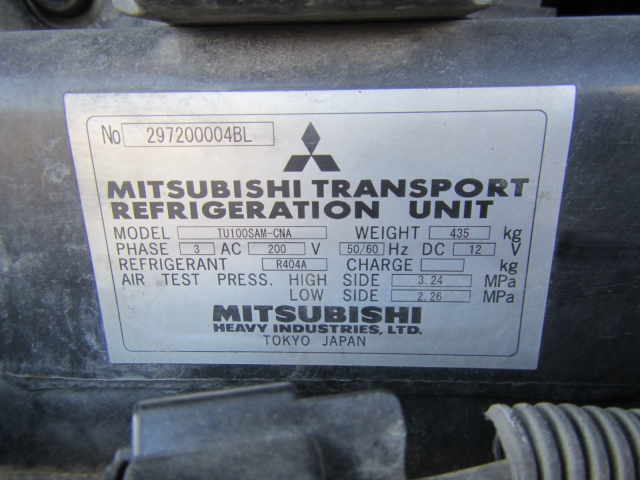 No 297200004BL
MITSUBISHI TRANSPORT
REFRIGERATION UNIT
MODEL TU100SAM-CNA WEIGHT 435 kg
PHASE 3 AC 200 V 50/60 Hz DC 12 V
REFRIGERANT R404A CHARGE kg
AIR TEST PRESS. HIGH SIDE 3.24 MPa
LOW SIDE 2.26 MPa
MITSUBISHI
HEAVY INDUSTRIES, LTD.
TOKYO JAPAN